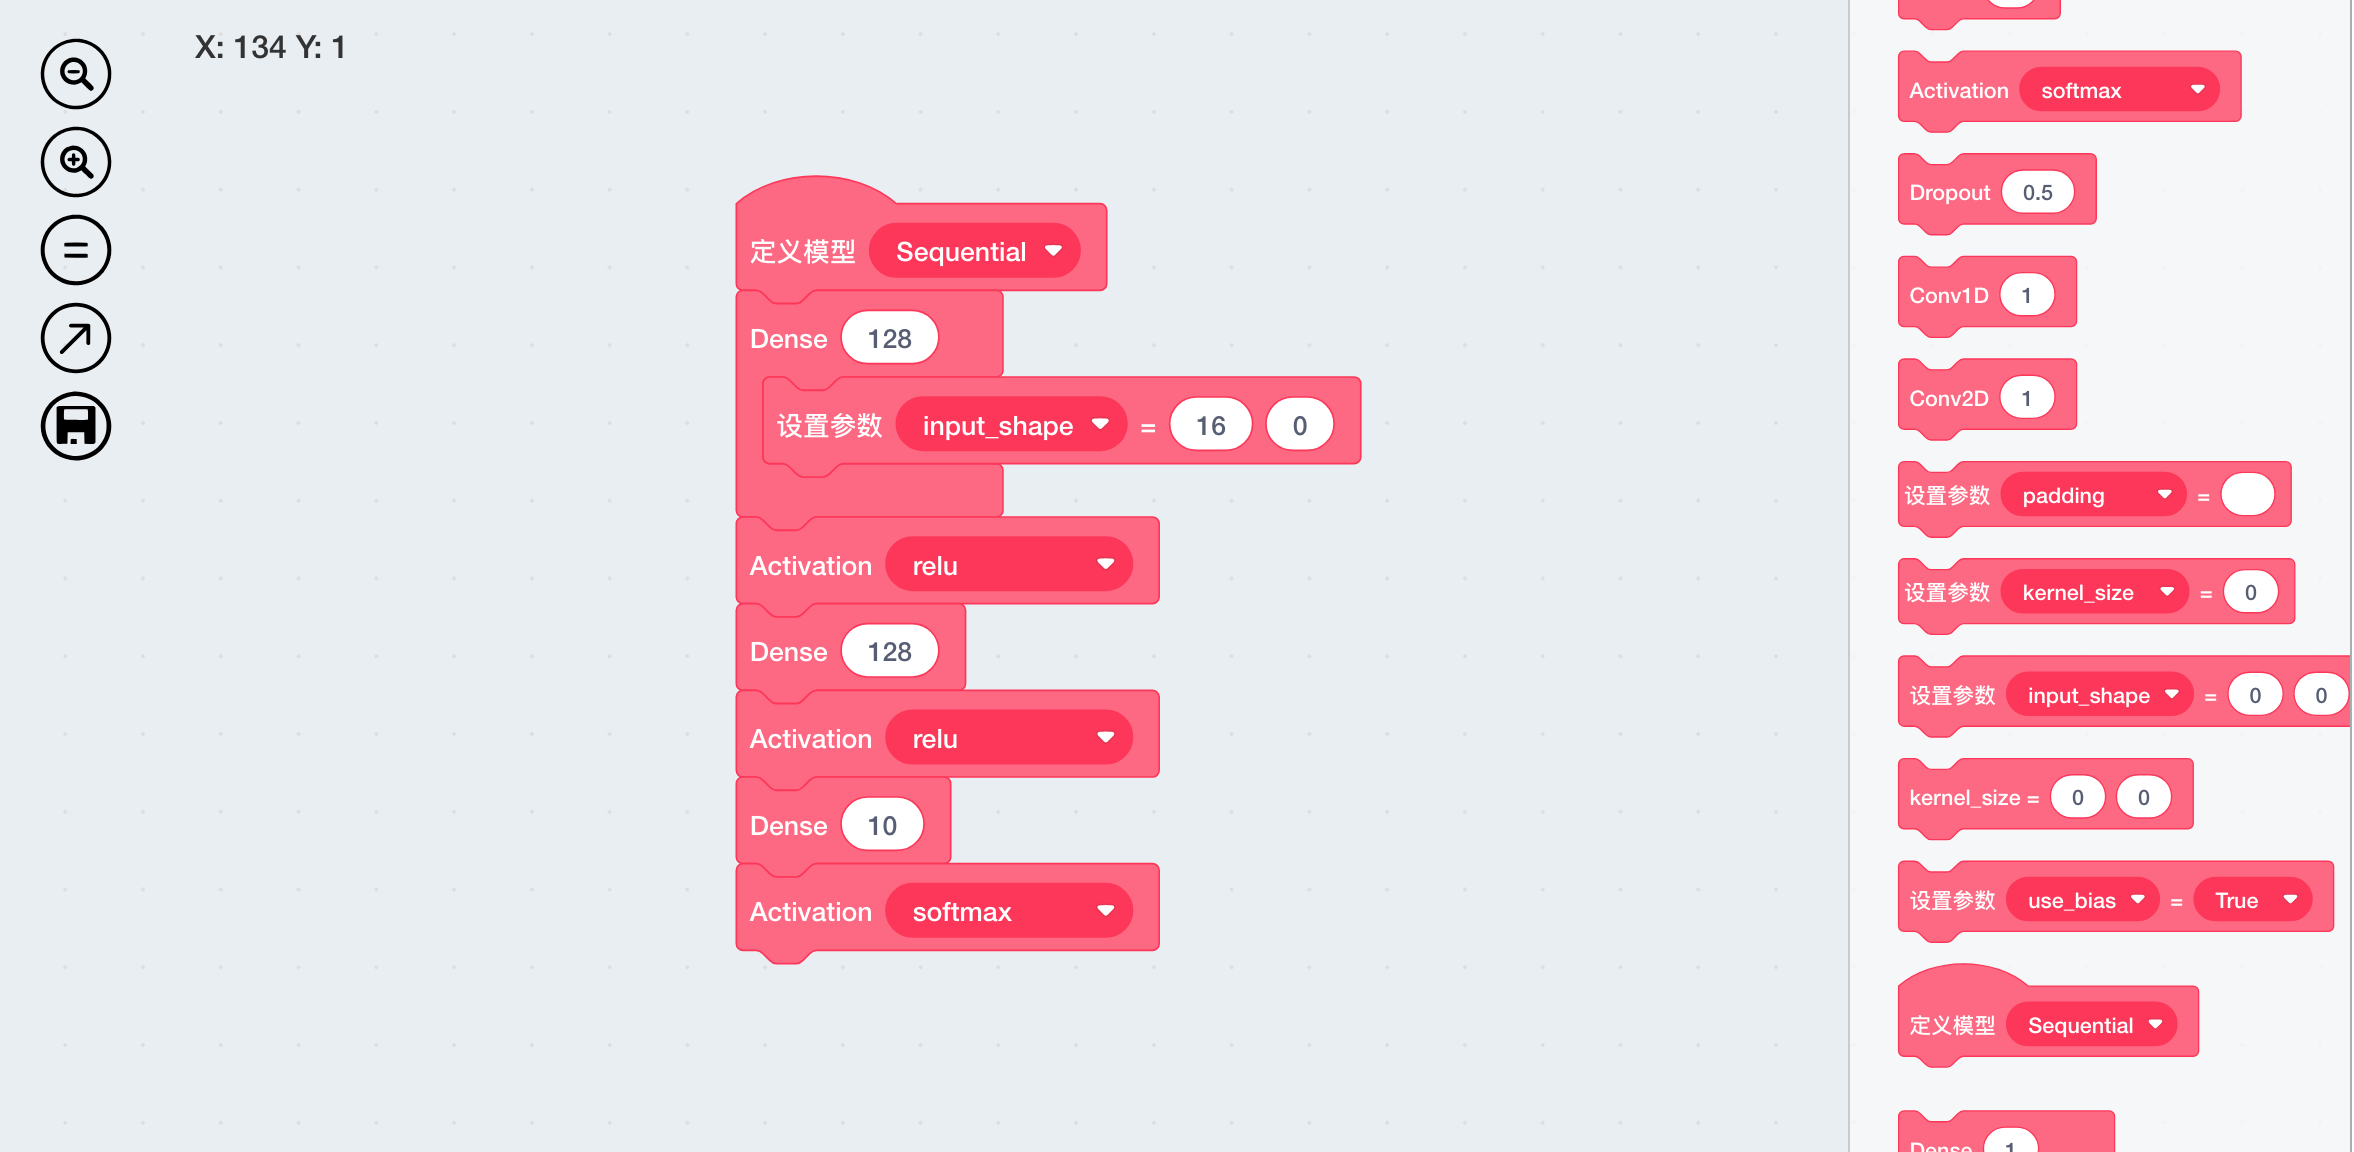 X: 134 Y: 1
定义模型 Sequential
Dense 128
设置参数 input_shape = 16 0
Activation relu
Dense 128
Activation relu
Dense 10
Activation softmax
Activation softmax
Dropout 0.5
Conv1D 1
Conv2D 1
设置参数 padding =
设置参数 kernel_size = 0
设置参数 input_shape = 0 0
kernel_size = 0 0
设置参数 use_bias = True
定义模型 Sequential
Dense 1